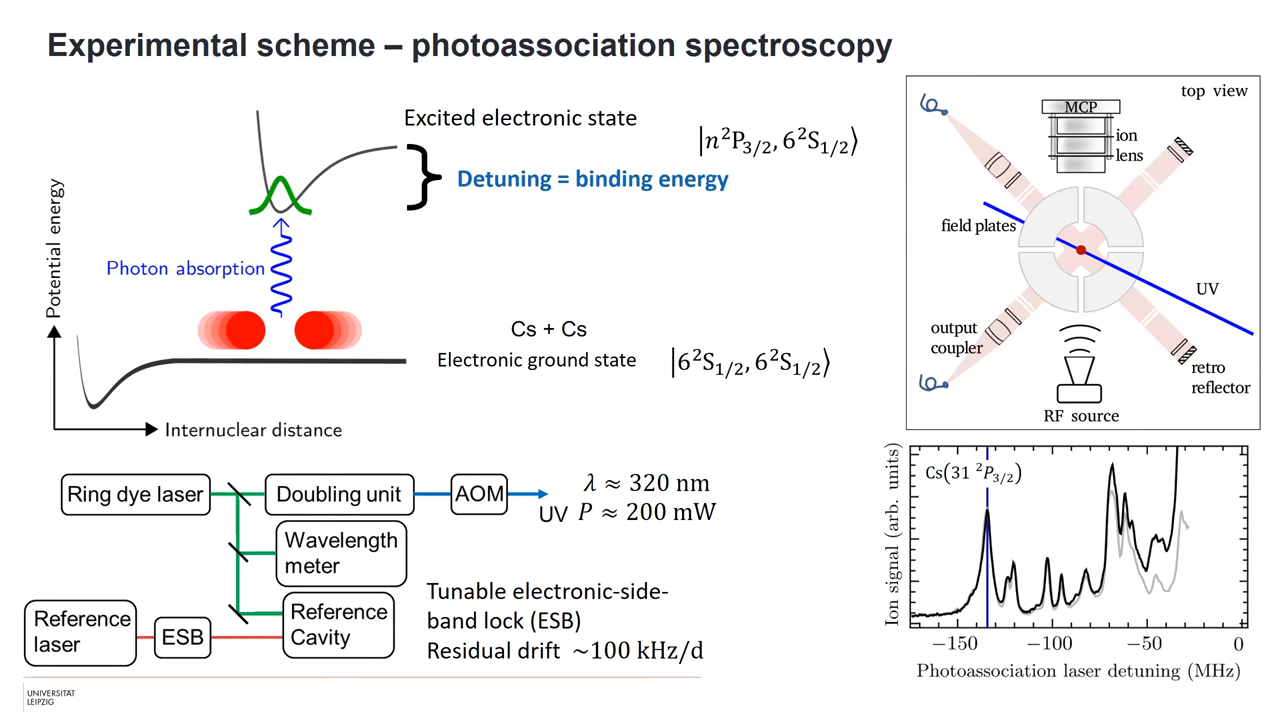 Experimental scheme – photoassociation spectroscopy
Excited electronic state
|n²P₃/₂, 6²S₁/₂⟩
Detuning = binding energy
Potential energy
Photon absorption
Cs + Cs
Electronic ground state
|6²S₁/₂, 6²S₁/₂⟩
Internuclear distance
top view
MCP
ion
lens
field plates
UV
output
coupler
retro
reflector
RF source
Ring dye laser
Doubling unit
AOM
UV
λ ≈ 320 nm
P ≈ 200 mW
Wavelength
meter
Reference
laser
ESB
Reference
Cavity
Tunable electronic-side-
band lock (ESB)
Residual drift ~100 kHz/d
Cs(31 ²P₃/₂)
Ion signal (arb. units)
−150
−100
−50
0
Photoassociation laser detuning (MHz)
UNIVERSITAT
LEIPZIG